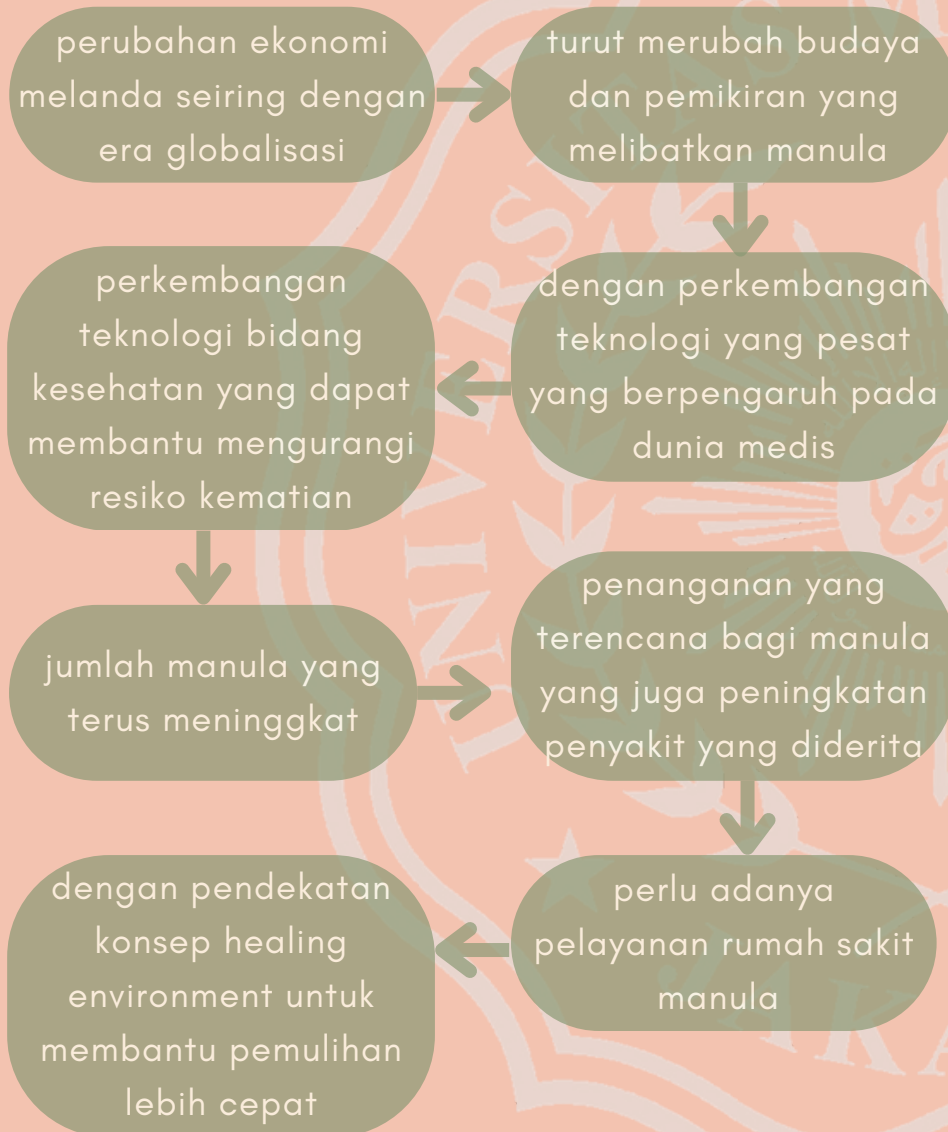 perubahan ekonomi
melanda seiring dengan
era globalisasi
turut merubah budaya
dan pemikiran yang
melibatkan manula
dengan perkembangan
teknologi yang pesat
yang berpengaruh pada
dunia medis
perkembangan
teknologi bidang
kesehatan yang dapat
membantu mengurangi
resiko kematian
jumlah manula yang
terus meninggkat
penanganan yang
terencana bagi manula
yang juga peningkatan
penyakit yang diderita
perlu adanya
pelayanan rumah sakit
manula
dengan pendekatan
konsep healing
environment untuk
membantu pemulihan
lebih cepat
UNIVERSITAS M
JAKA